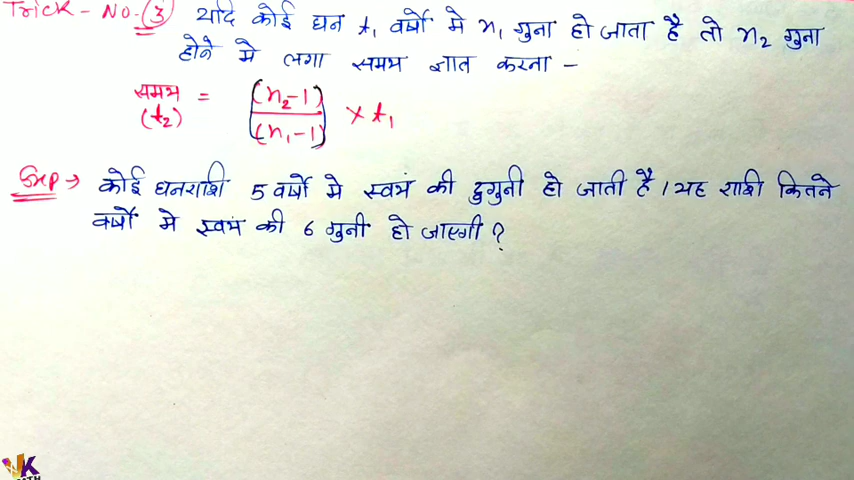 Trick - No. (3) यदि कोई धन t₁ वर्षो मे n₁ गुना हो जाता है तो n₂ गुना
होने मे लगा समय ज्ञात करना -
समय (t₂) = [(n₂-1)/(n₁-1)] × t₁
Exp → कोई धनराशि 5 वर्षो मे स्वयं की दुगुनी हो जाती है। यह राशी कितने
वर्षो मे स्वयं की 6 गुनी हो जाएगी ?